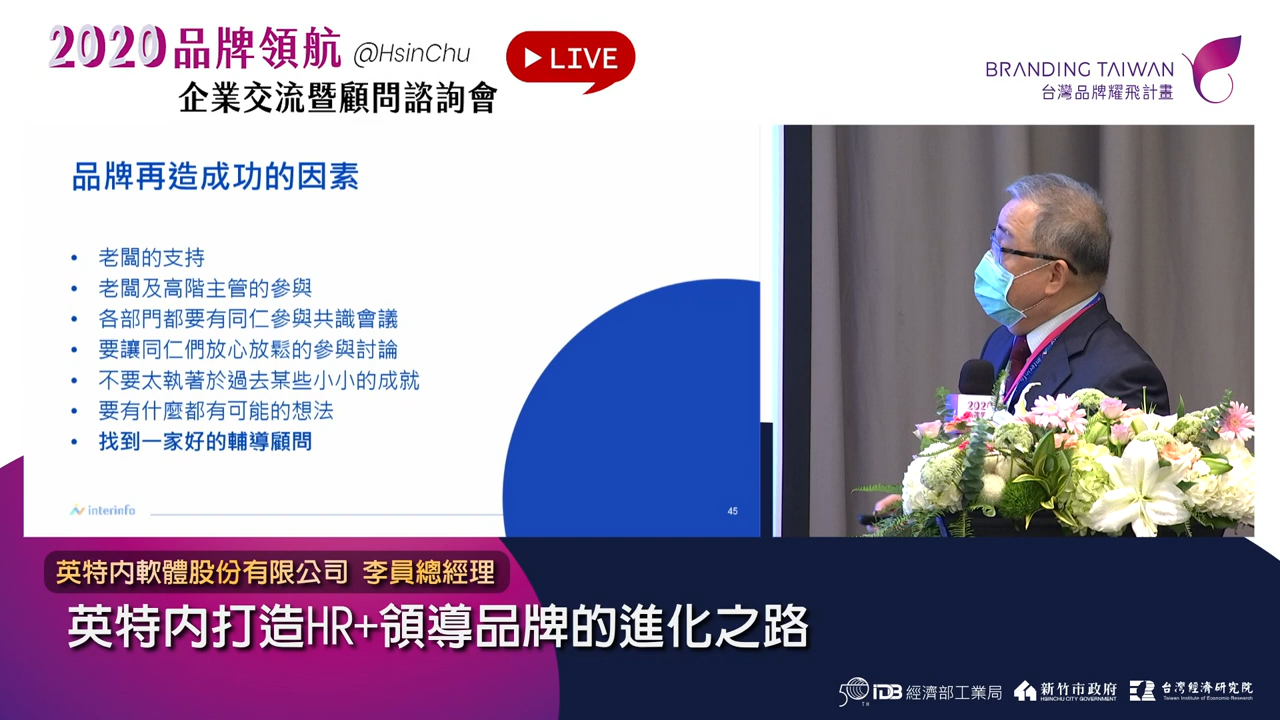 2020品牌領航 @HsinChu
企業交流暨顧問諮詢會
LIVE
BRANDING TAIWAN
台灣品牌耀飛計畫
品牌再造成功的因素
• 老闆的支持
• 老闆及高階主管的參與
• 各部門都要有同仁參與共識會議
• 要讓同仁們放心放鬆的參與討論
• 不要太執著於過去某些小小的成就
• 要有什麼都有可能的想法
• 找到一家好的輔導顧問
interinfo
45
interinfo
2020
英特內軟體股份有限公司 李員總經理
英特內打造HR+領導品牌的進化之路
50TH IDB 經濟部工業局
新竹市政府
HSINCHU CITY GOVERNMENT
台灣經濟研究院
Taiwan Institute of Economic Research